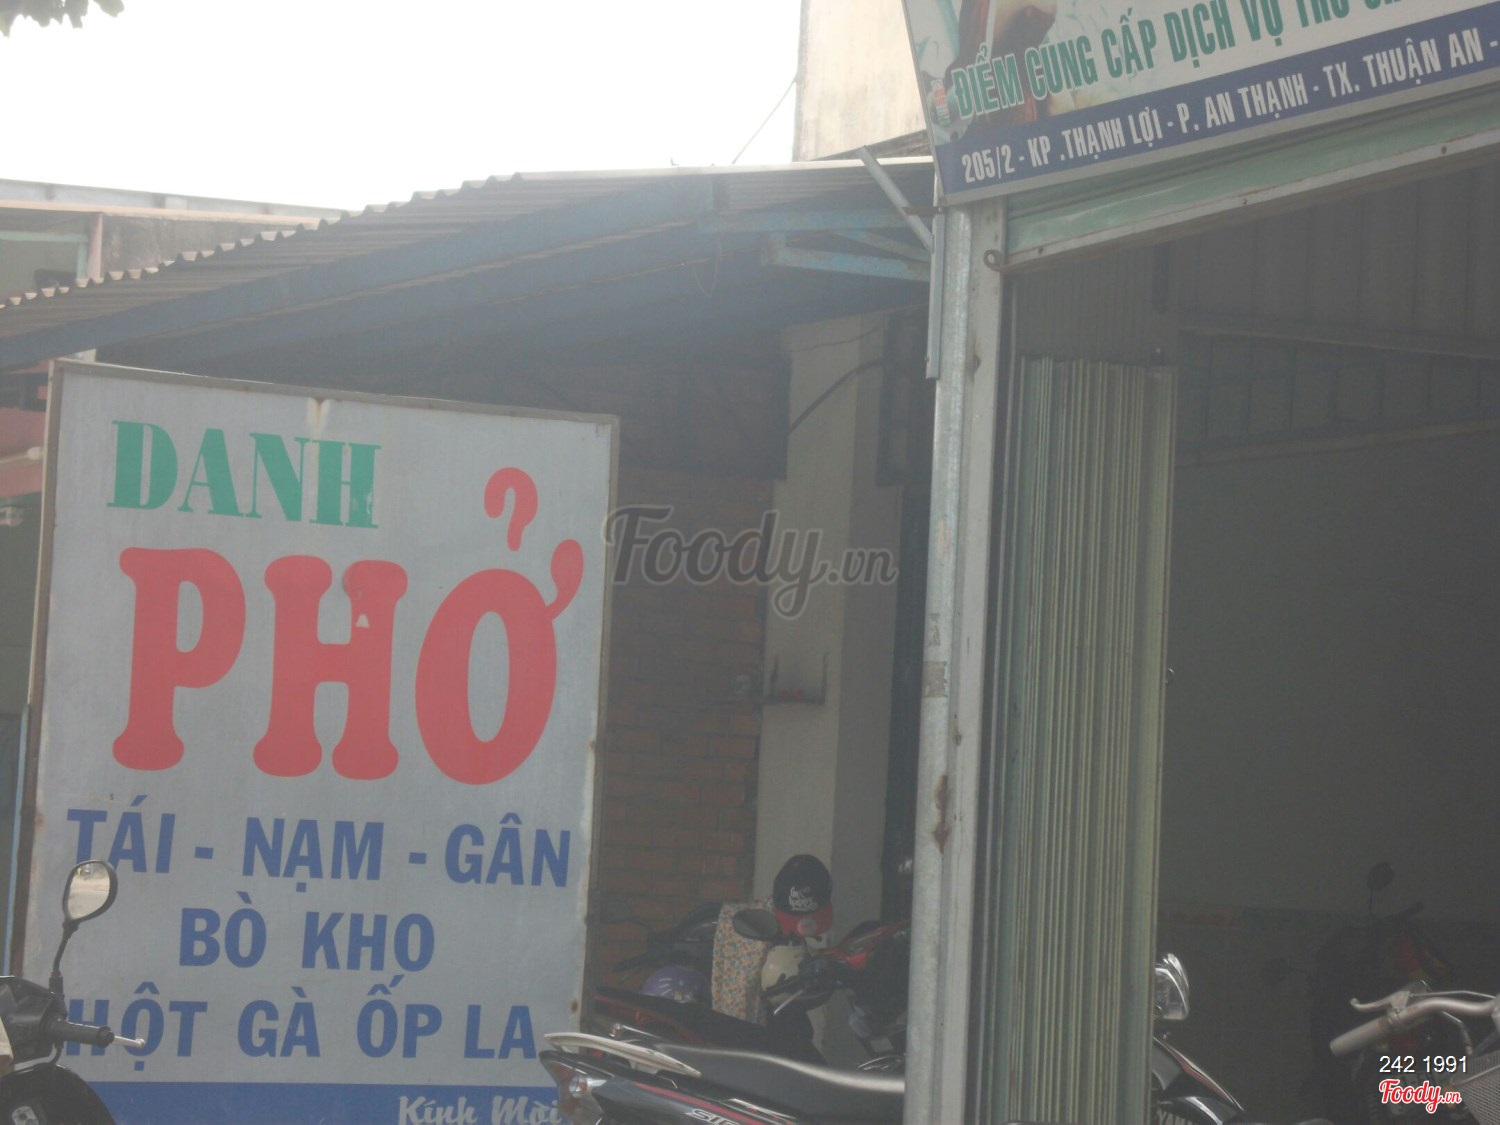 ĐIỂM CUNG CẤP DỊCH VỤ
205/2 - KP .THẠNH LỢI - P. AN THẠNH - TX. THUẬN AN -
DANH
PHỞ
TÁI - NẠM - GÂN
BÒ KHO
HỘT GÀ ỐP LA
Kính Mời
Foody.vn
242 1991
Foody.vn